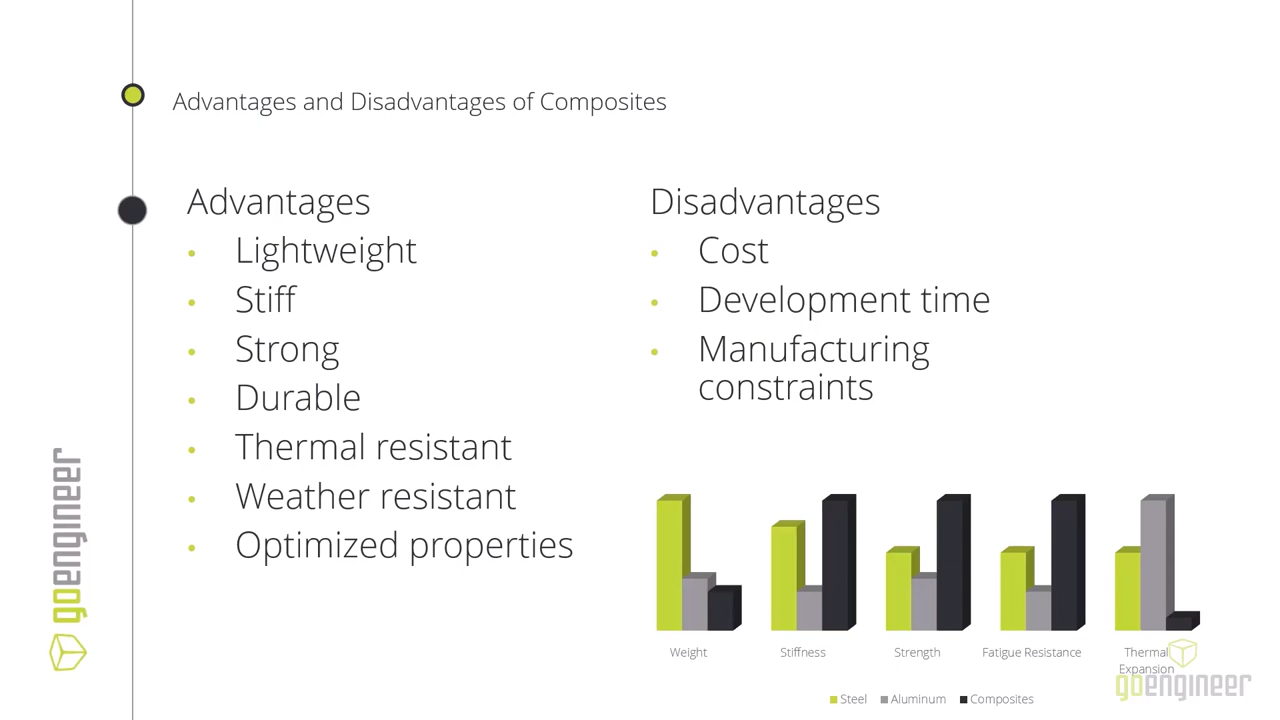 Advantages and Disadvantages of Composites
Advantages
• Lightweight
• Stiff
• Strong
• Durable
• Thermal resistant
• Weather resistant
• Optimized properties
Disadvantages
• Cost
• Development time
• Manufacturing
constraints
Weight
Stiffness
Strength
Fatigue Resistance
Thermal
Expansion
Steel
Aluminum
Composites
goengineer
goengineer